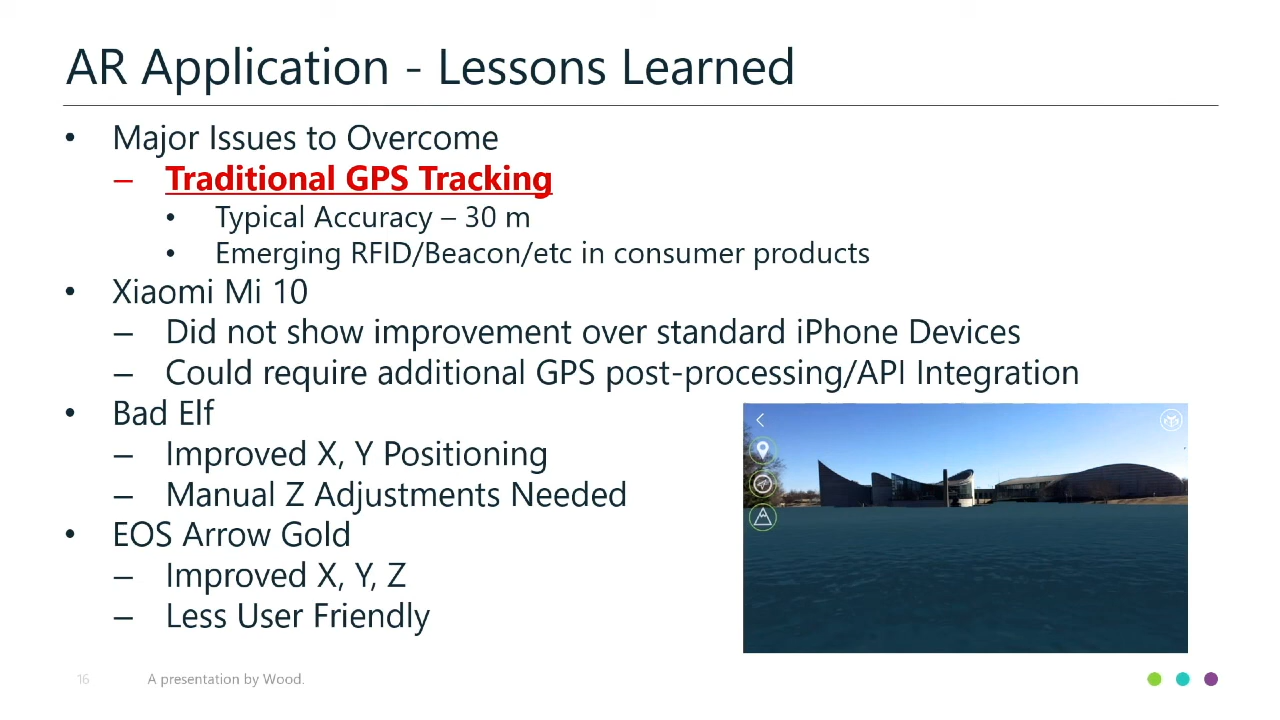 AR Application - Lessons Learned
• Major Issues to Overcome
– Traditional GPS Tracking
• Typical Accuracy – 30 m
• Emerging RFID/Beacon/etc in consumer products
• Xiaomi Mi 10
– Did not show improvement over standard iPhone Devices
– Could require additional GPS post-processing/API Integration
• Bad Elf
– Improved X, Y Positioning
– Manual Z Adjustments Needed
• EOS Arrow Gold
– Improved X, Y, Z
– Less User Friendly
16 A presentation by Wood.